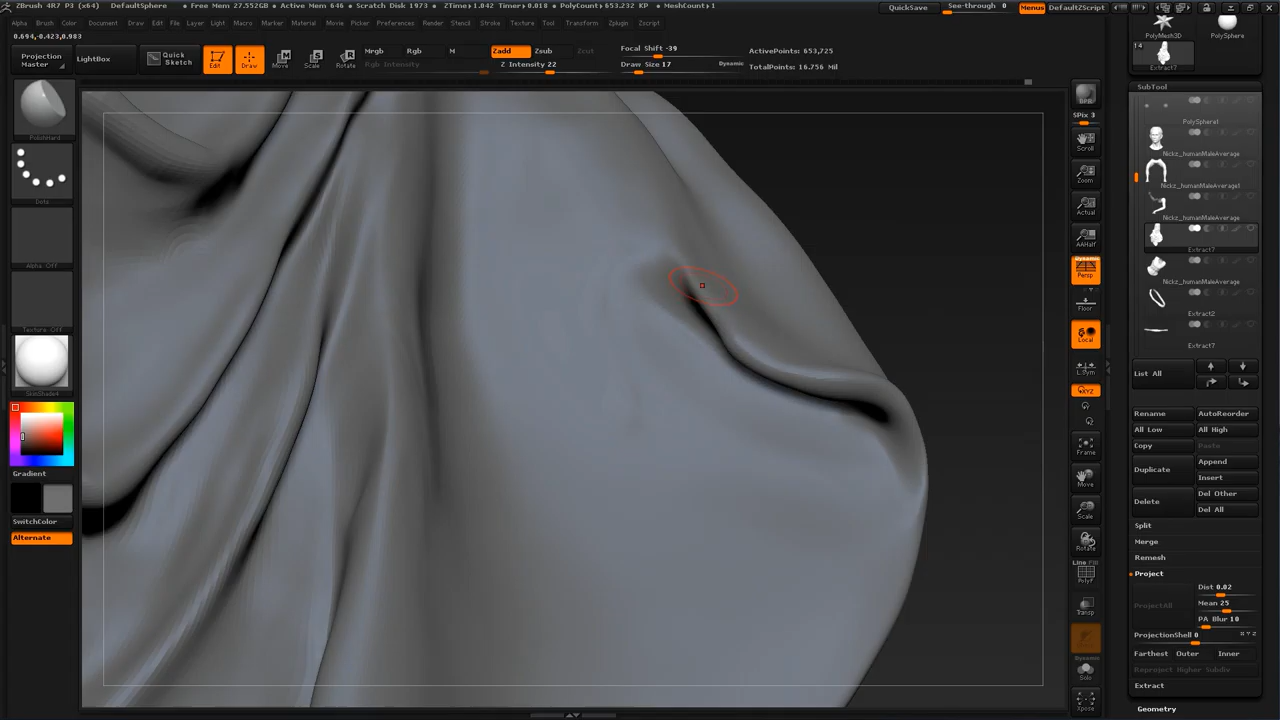 ZBrush 4R7 P3 (x64) DefaultSphere • Free Mem 27.552GB • Active Mem 646 • Scratch Disk 1973 • ZTime▸1.042 Timer▸0.018 • PolyCount▸653.232 KP • MeshCount▸1
QuickSave See-through 0 Menus DefaultZScript
Alpha Brush Color Document Draw Edit File Layer Light Macro Marker Material Movie Picker Preferences Render Stencil Stroke Texture Tool Transform Zplugin Zscript
0.694,-0.423,0.983
Projection
Master
LightBox
Quick
Sketch
Edit
Draw
Move
Scale
Rotate
Mrgb Rgb M
Rgb Intensity
Zadd Zsub Zcut
Z Intensity 22
Focal Shift -39
Draw Size 17
Dynamic
ActivePoints: 653,725
TotalPoints: 16.756 Mil
PolishHard
Dots
Alpha: Off
Texture: Off
SkinShade4
Gradient
SwitchColor
Alternate
SPix 3
Scroll
Zoom
Actual
AAHalf
Dynamic
Persp
Floor
Local
L.Sym
XYZ
Frame
Move
Scale
Rotate
Line Fill
PolyF
Transp
Dynamic
Solo
Xpose
PolyMesh3D
PolySphere
14
Extract7
SubTool
PolySphere1
Nickz_humanMaleAverage
Nickz_humanMaleAverage1
Nickz_humanMaleAverage
Extract7
Nickz_humanMaleAverage
Extract2
Extract7
List All
Rename AutoReorder
All Low All High
Copy Paste
Duplicate Append
Insert
Delete Del Other
Del All
Split
Merge
Remesh
Project
ProjectAll
Dist 0.02
Mean 25
PA Blur 10
ProjectionShell 0
Farthest Outer Inner
Reproject Higher Subdiv
Extract
Geometry